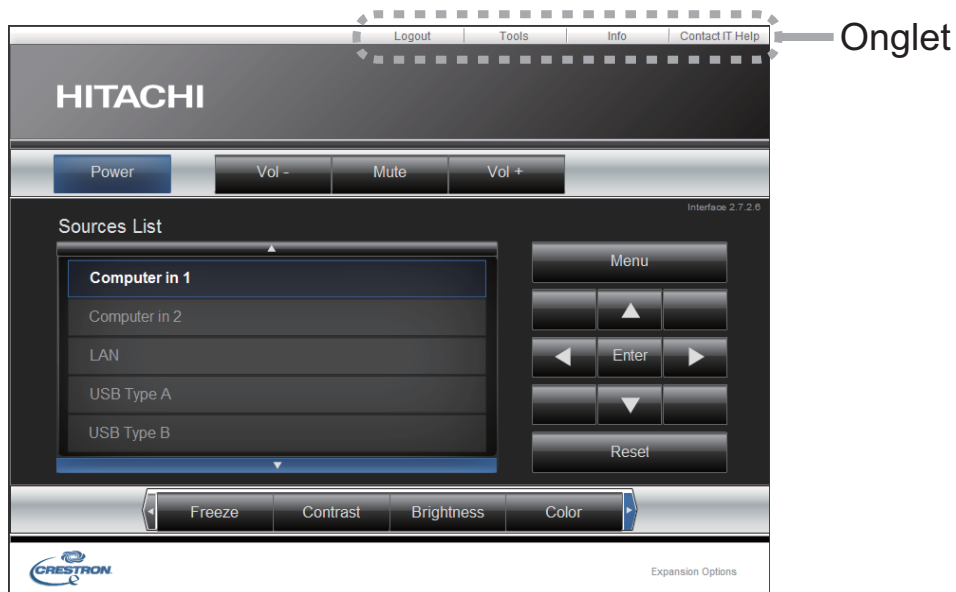 Logout Tools Info Contact IT Help
Onglet
HITACHI
Power Vol - Mute Vol +
Interface 2.7.2.6
Sources List
Computer in 1
Computer in 2
LAN
USB Type A
USB Type B
Menu
Enter
Reset
Freeze Contrast Brightness Color
CRESTRON
Expansion Options